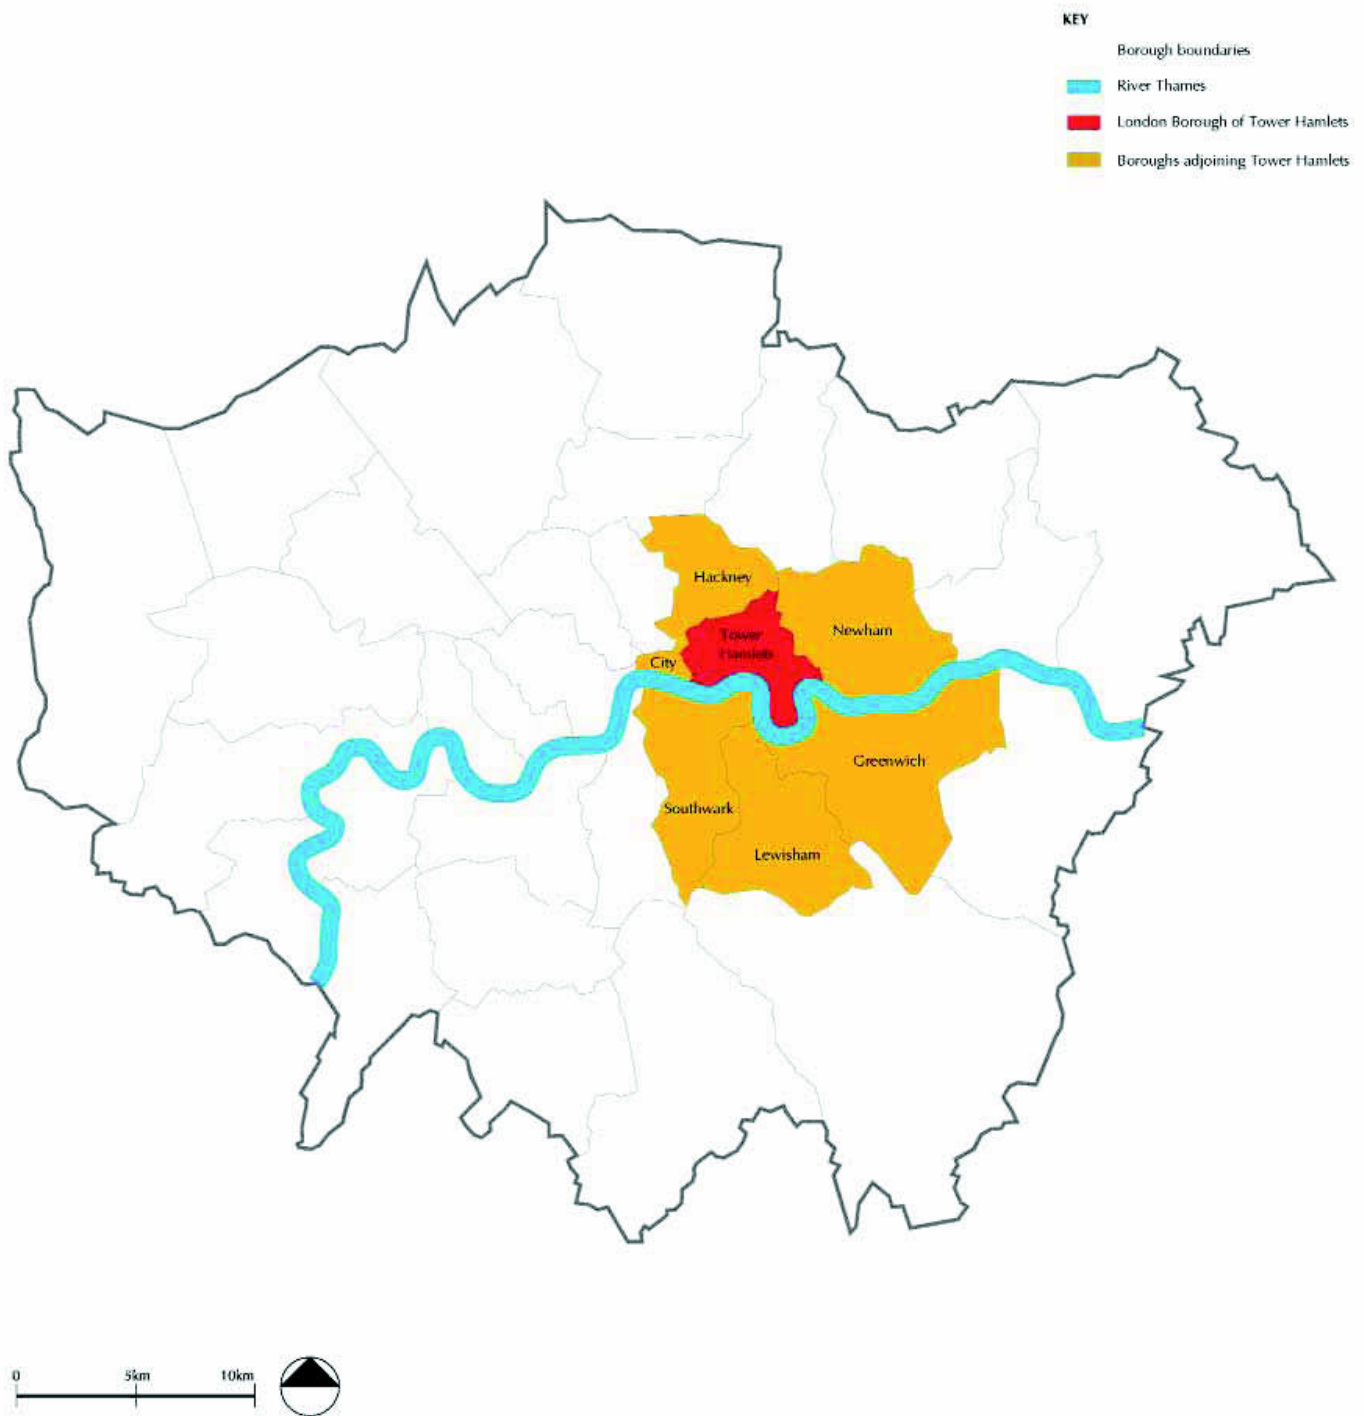 KEY
Borough boundaries
River Thames
London Borough of Tower Hamlets
Boroughs adjoining Tower Hamlets
Hackney
Tower
Hamlets
Newham
City
Greenwich
Southwark
Lewisham
0 5km 10km